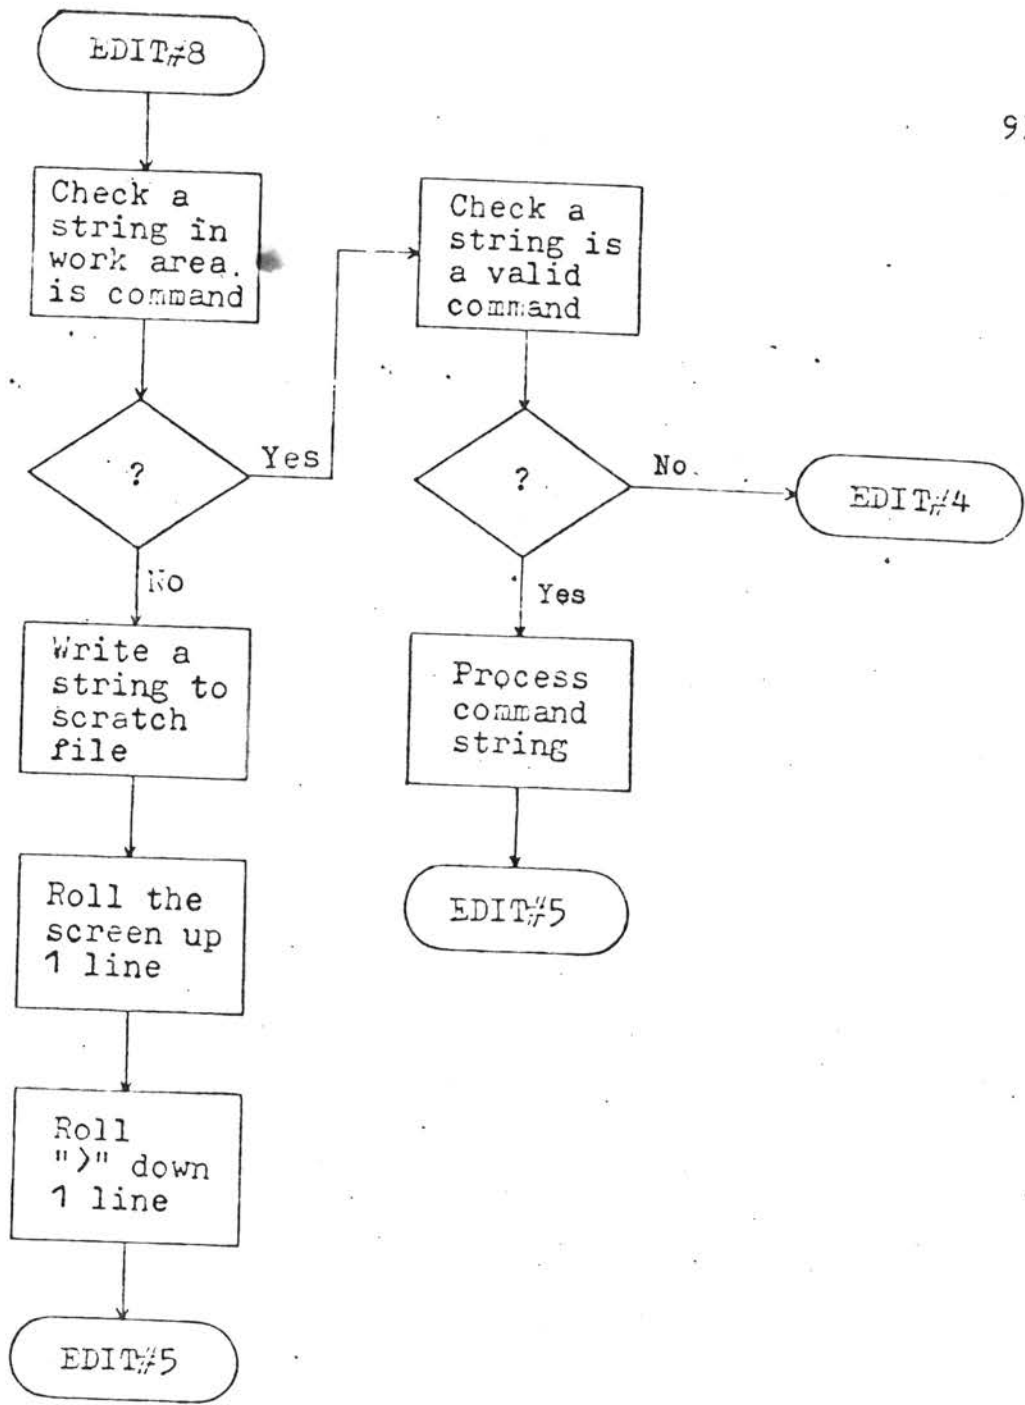 EDIT#8
Check a
string in
work area.
is command
?
Yes
No
Write a
string to
scratch
file
Roll the
screen up
1 line
Roll
">" down
1 line
EDIT#5
Check a
string is
a valid
command
?
No.
EDIT#4
Yes
Process
command
string
EDIT#5